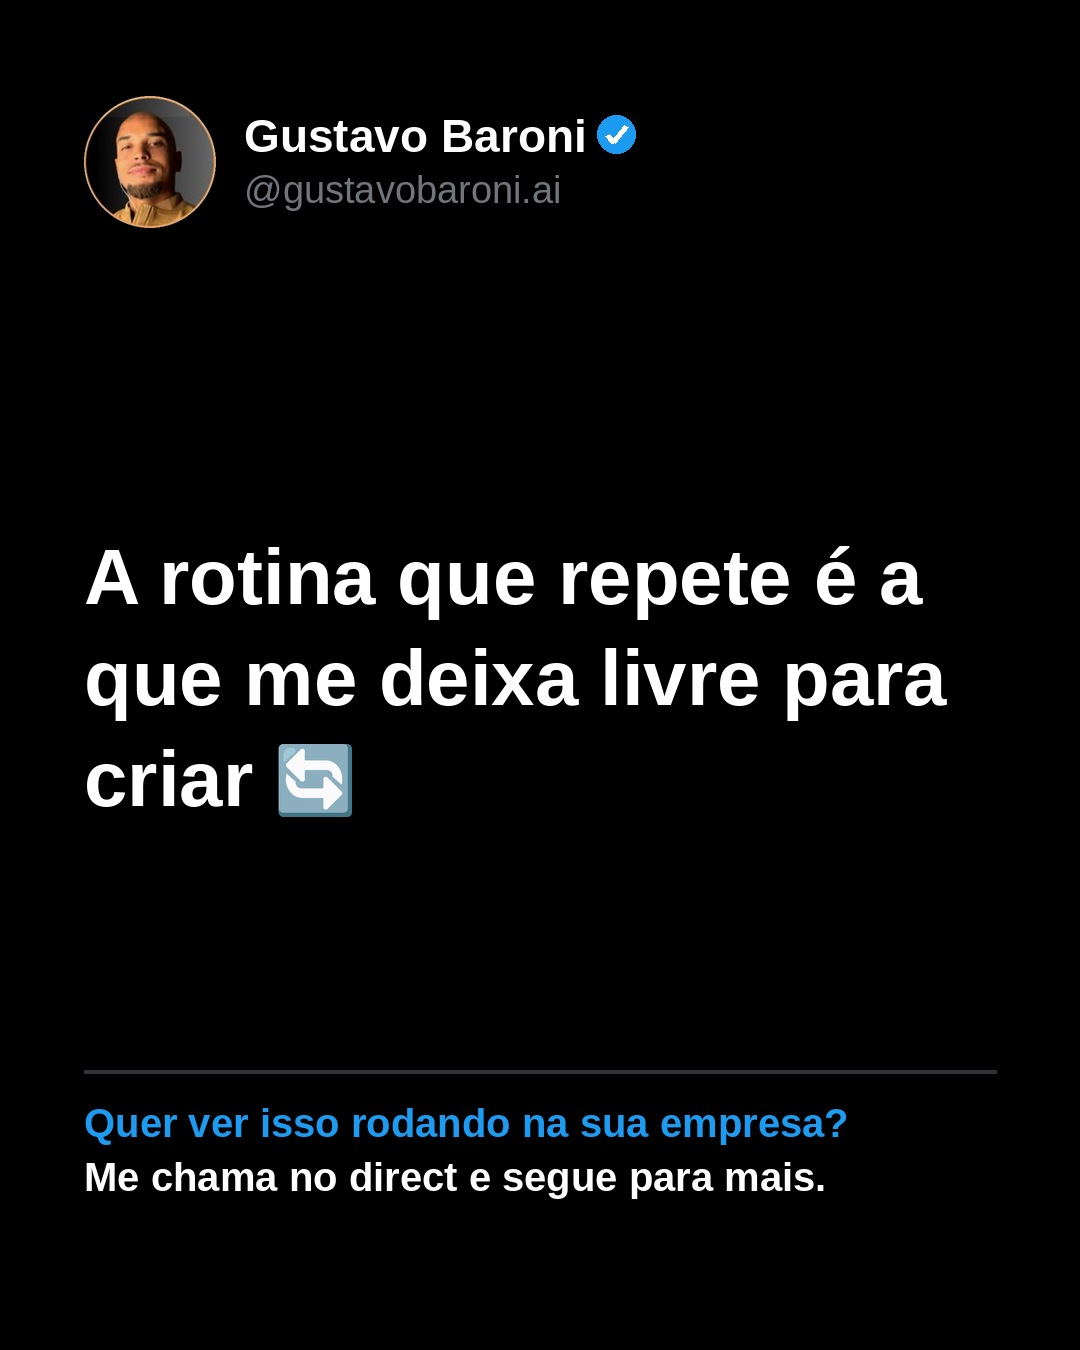 Gustavo Baroni
@gustavobaroni.ai
A rotina que repete é a
que me deixa livre para
criar 🔄
Quer ver isso rodando na sua empresa?
Me chama no direct e segue para mais.